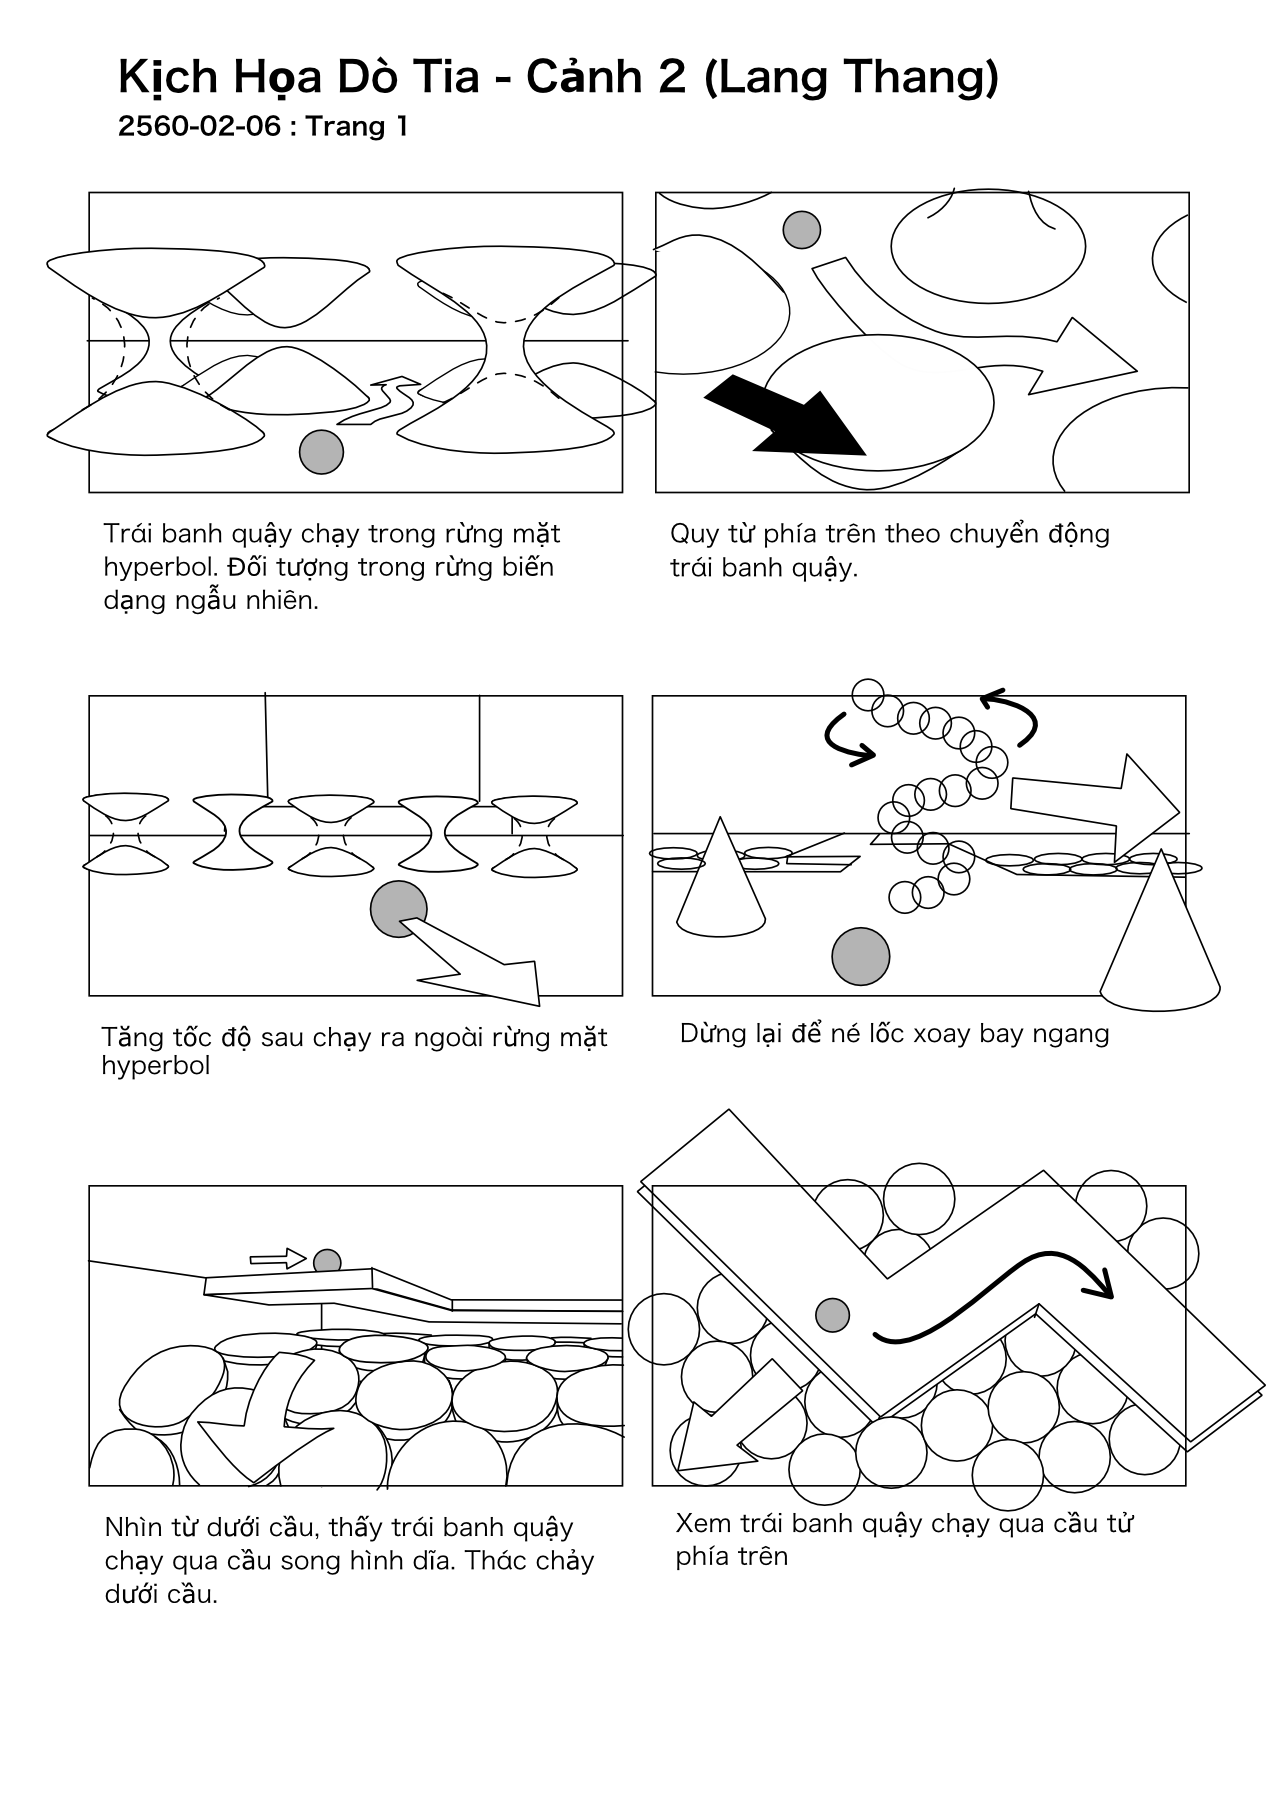 Kịch Họa Dò Tia - Cảnh 2 (Lang Thang)
2560-02-06 : Trang 1
Trái banh quậy chạy trong rừng mặt
hyperbol. Đối tượng trong rừng biến
dạng ngẫu nhiên.
Quy từ phía trên theo chuyển động
trái banh quậy.
Tăng tốc độ sau chạy ra ngoài rừng mặt
hyperbol
Dừng lại để né lốc xoay bay ngang
Nhìn từ dưới cầu, thấy trái banh quậy
chạy qua cầu song hình dĩa. Thác chảy
dưới cầu.
Xem trái banh quậy chạy qua cầu tử
phía trên